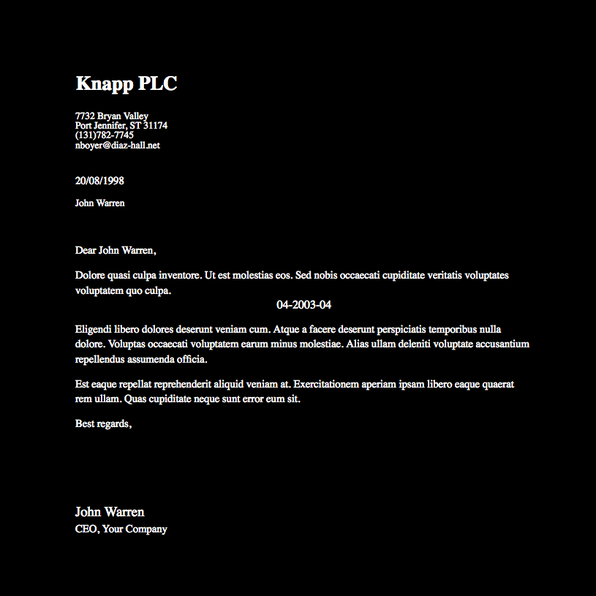 Knapp PLC
7732 Bryan Valley
Port Jennifer, ST 31174
(131)782-7745
nboyer@diaz-hall.net
20/08/1998
John Warren
Dear John Warren,
Dolore quasi culpa inventore. Ut est molestias eos. Sed nobis occaecati cupiditate veritatis voluptates
voluptatem quo culpa.
04-2003-04
Eligendi libero dolores deserunt veniam cum. Atque a facere deserunt perspiciatis temporibus nulla
dolore. Voluptas occaecati voluptatem earum minus molestiae. Alias ullam deleniti voluptate accusantium
repellendus assumenda officia.
Est eaque repellat reprehenderit aliquid veniam at. Exercitationem aperiam ipsam libero eaque quaerat
rem ullam. Quas cupiditate neque sunt error eum sit.
Best regards,
John Warren
CEO, Your Company